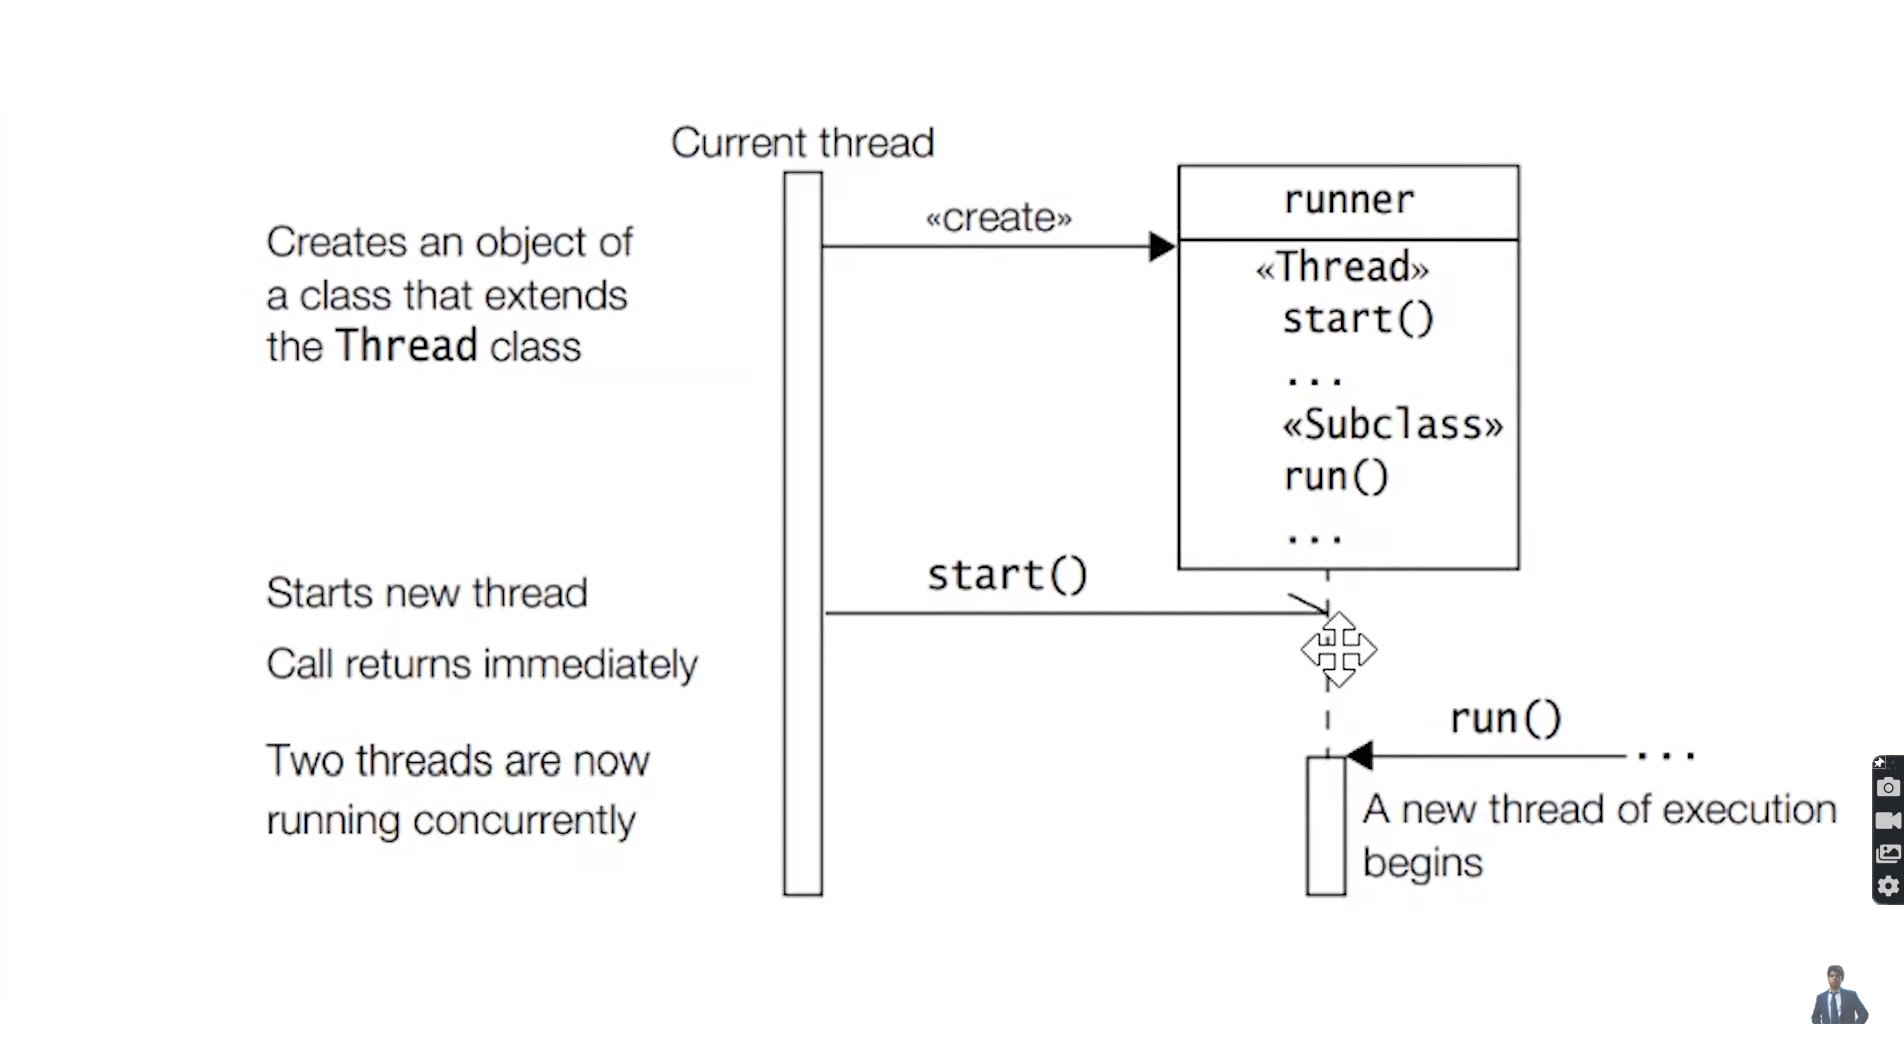 Current thread
Creates an object of
a class that extends
the Thread class
«create»
runner
«Thread»
start()
...
«Subclass»
run()
...
Starts new thread
start()
Call returns immediately
Two threads are now
running concurrently
run()
...
A new thread of execution
begins